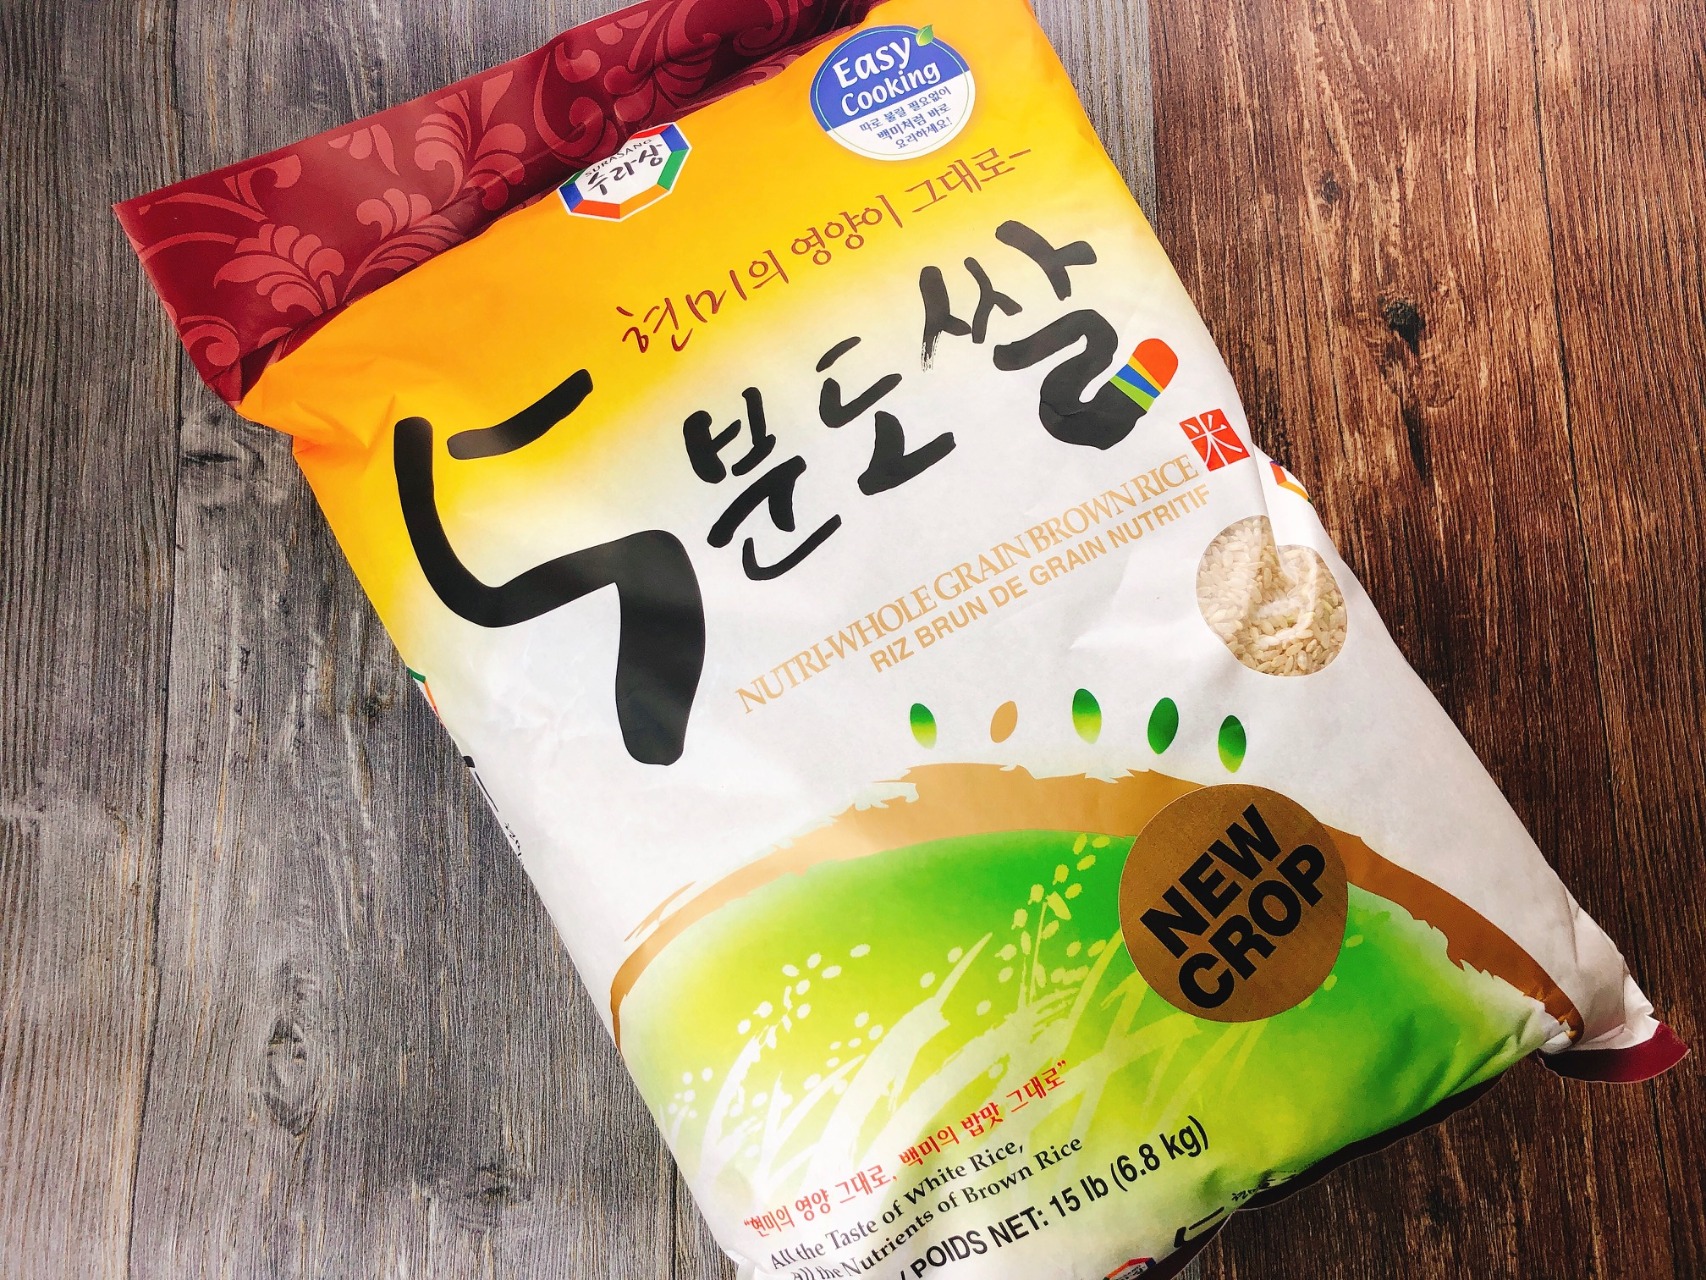 Easy
Cooking
따로 불릴 필요없이
백미처럼 바로
요리하세요!
SURASANG
수라상
현미의 영양이 그대로~
5분도쌀
米
NUTRI-WHOLE GRAIN BROWN RICE
RIZ BRUN DE GRAIN NUTRITIF
NEW
CROP
"현미의 영양 그대로, 백미의 밥맛 그대로"
All the Taste of White Rice,
All the Nutrients of Brown Rice
/ POIDS NET: 15 lb (6.8 kg)